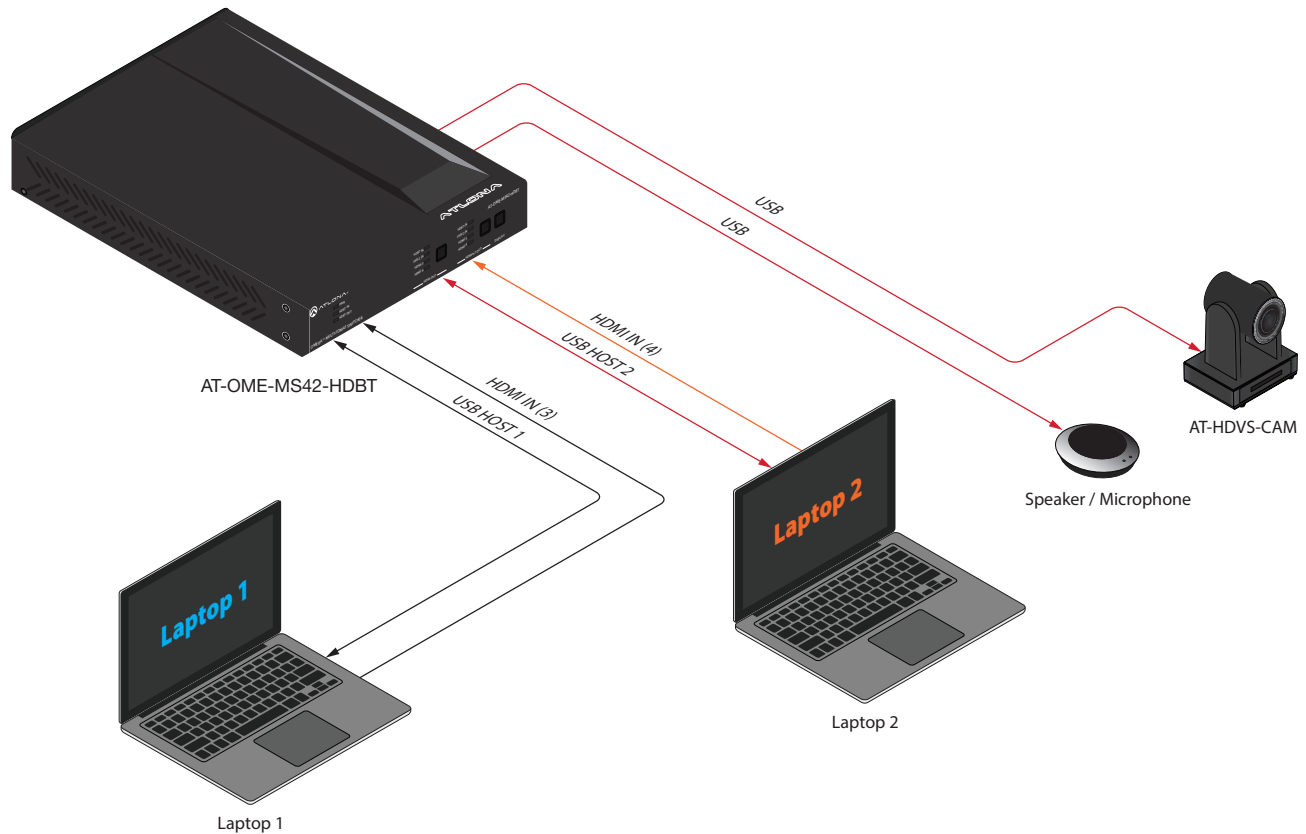 ATLONA
USB
USB
HDMI IN (4)
USB HOST 2
HDMI IN (3)
USB HOST 1
ATLONA
AT-OME-MS42-HDBT
AT-HDVS-CAM
Speaker / Microphone
Laptop 2
Laptop 2
Laptop 1
Laptop 1